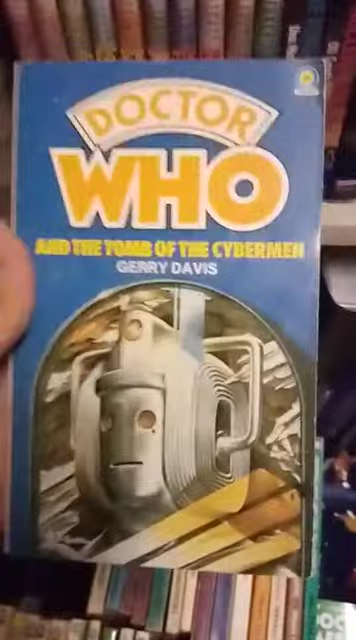 DOCTOR
WHO
AND THE TOMB OF THE CYBERMEN
GERRY DAVIS